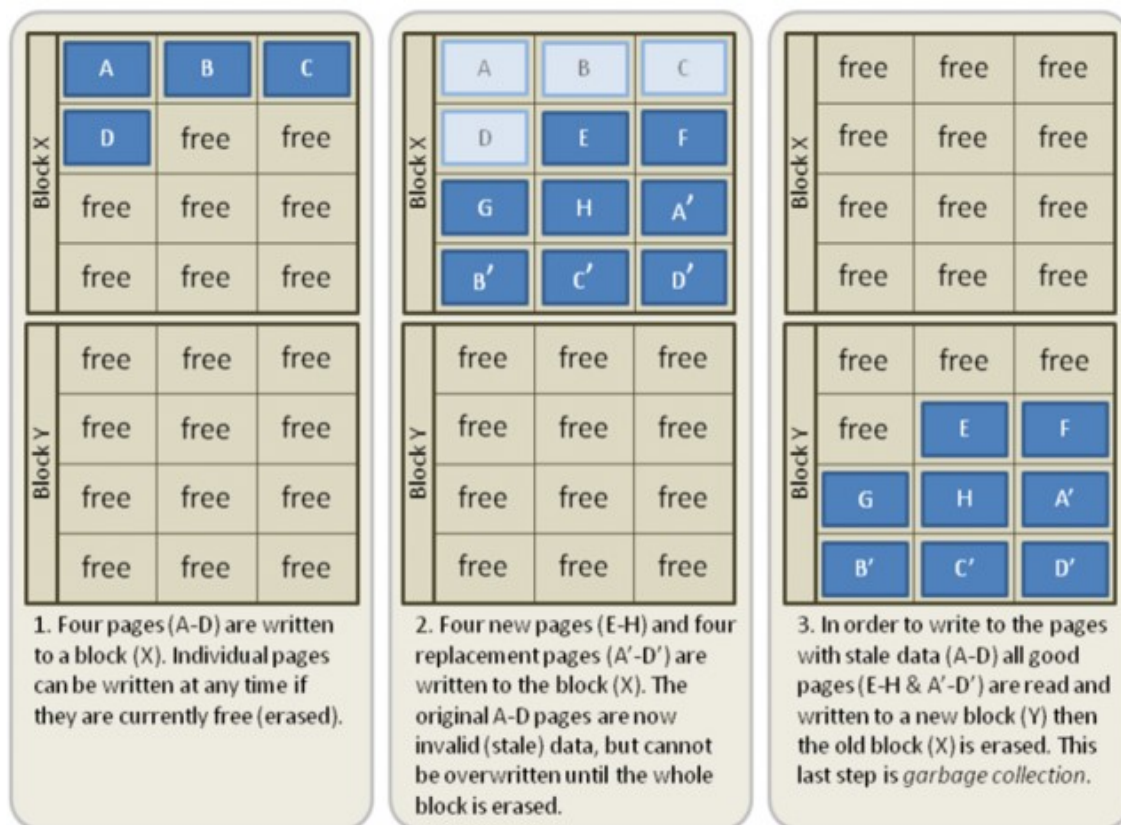 Block X
A B C
D free free
free free free
free free free
Block Y
free free free
free free free
free free free
free free free
1. Four pages (A-D) are written
to a block (X). Individual pages
can be written at any time if
they are currently free (erased).
Block X
A B C
D E F
G H A′
B′ C′ D′
Block Y
free free free
free free free
free free free
free free free
2. Four new pages (E-H) and four
replacement pages (A′-D′) are
written to the block (X). The
original A-D pages are now
invalid (stale) data, but cannot
be overwritten until the whole
block is erased.
Block X
free free free
free free free
free free free
free free free
Block Y
free free free
free E F
G H A'
B' C' D'
3. In order to write to the pages
with stale data (A-D) all good
pages (E-H & A′-D′) are read and
written to a new block (Y) then
the old block (X) is erased. This
last step is garbage collection.